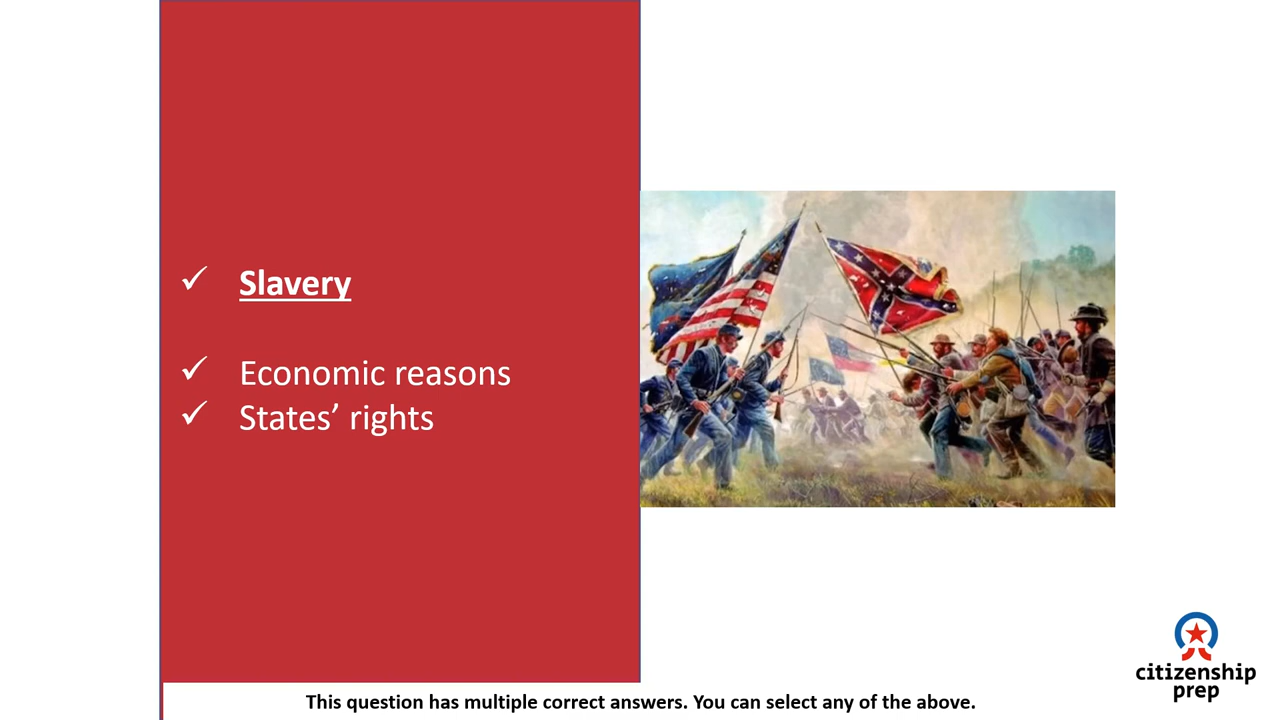 ✓ Slavery
✓ Economic reasons
✓ States’ rights
This question has multiple correct answers. You can select any of the above.
citizenship
prep